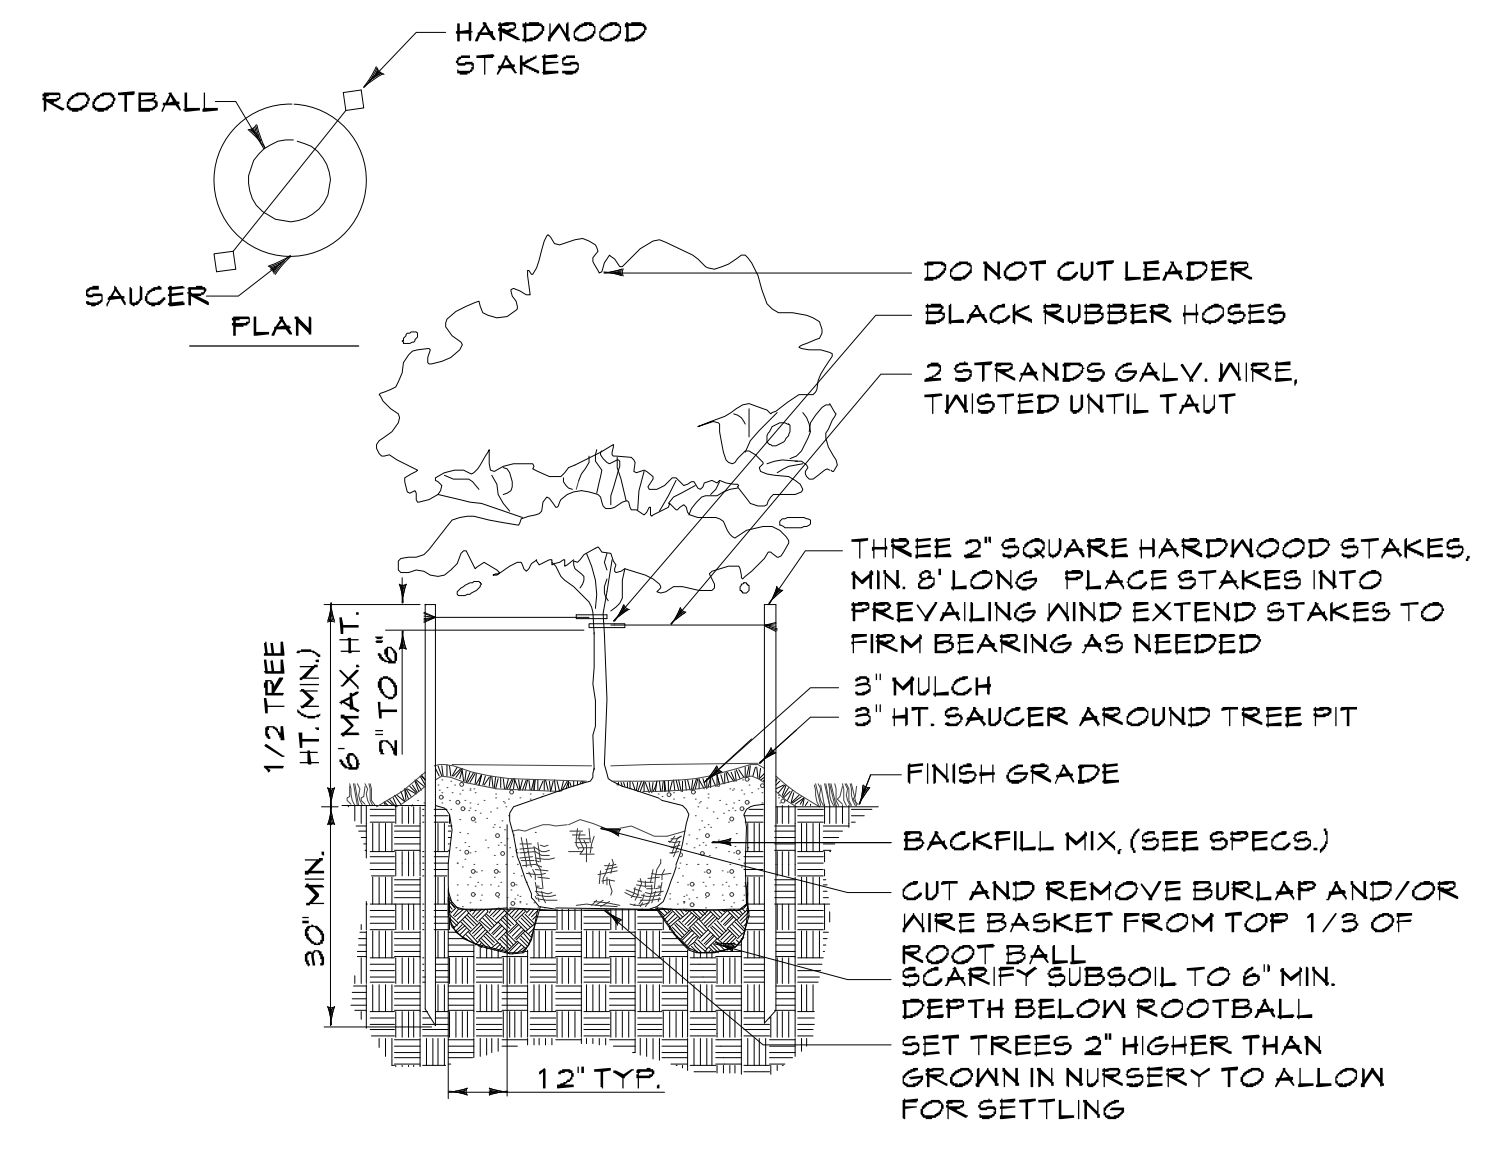 HARDWOOD
STAKES
ROOTBALL
SAUCER
PLAN
DO NOT CUT LEADER
BLACK RUBBER HOSES
2 STRANDS GALV. WIRE,
TWISTED UNTIL TAUT
THREE 2" SQUARE HARDWOOD STAKES,
MIN. 8' LONG PLACE STAKES INTO
PREVAILING WIND EXTEND STAKES TO
FIRM BEARING AS NEEDED
1/2 TREE
HT. (MIN.)
6' MAX. HT.
2" TO 6"
3" MULCH
3" HT. SAUCER AROUND TREE PIT
FINISH GRADE
BACKFILL MIX, (SEE SPECS.)
30" MIN.
CUT AND REMOVE BURLAP AND/OR
WIRE BASKET FROM TOP 1/3 OF
ROOT BALL
SCARIFY SUBSOIL TO 6" MIN.
DEPTH BELOW ROOTBALL
SET TREES 2" HIGHER THAN
GROWN IN NURSERY TO ALLOW
FOR SETTLING
12" TYP.